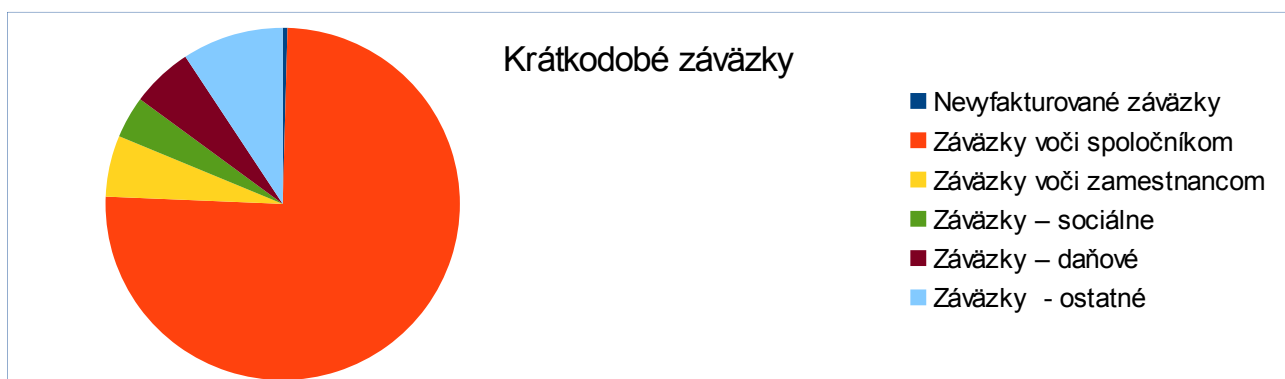 Krátkodobé záväzky
Nevyfakturované záväzky
Záväzky voči spoločníkom
Záväzky voči zamestnancom
Záväzky – sociálne
Záväzky – daňové
Záväzky  - ostatné